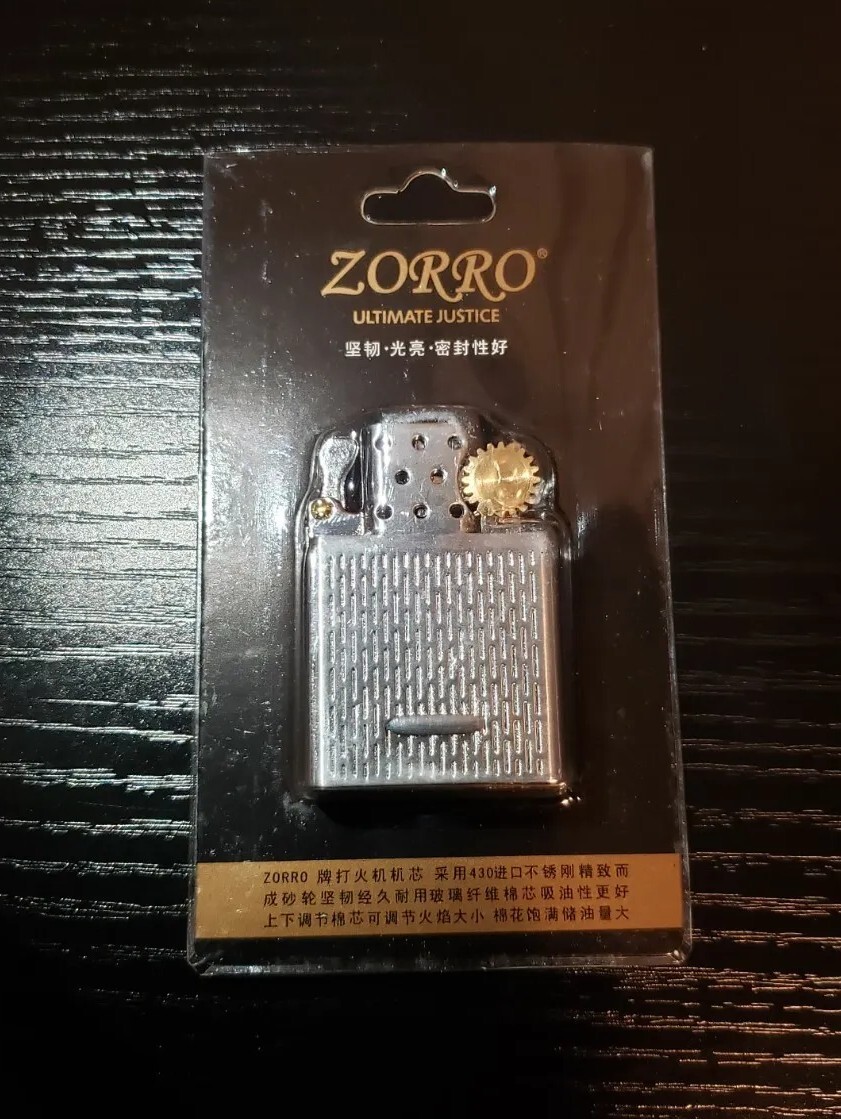 ZORRO®
ULTIMATE JUSTICE
坚韧·光亮·密封性好
ZORRO 牌打火机机芯 采用430进口不锈刚精致而
成砂轮坚韧经久耐用玻璃纤维棉芯吸油性更好
上下调节棉芯可调节火焰大小 棉花饱满储油量大